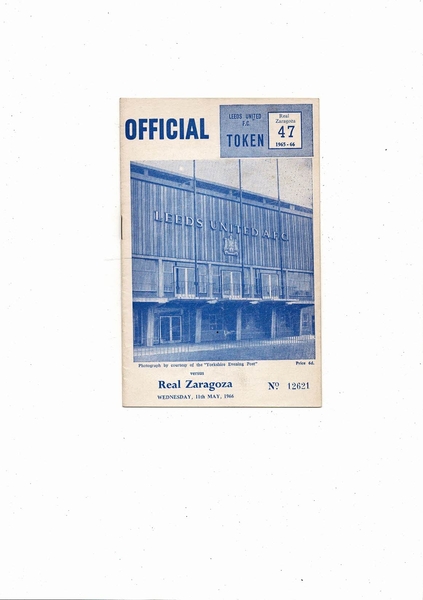 OFFICIAL
LEEDS UNITED
F.C.
TOKEN
Real
Zaragoza
47
1965-66
LEEDS UNITED A.F.C.
Photograph by courtesy of the "Yorkshire Evening Post"
Price 4d.
versus
Real Zaragoza
Nº 12621
WEDNESDAY, 11th MAY, 1966